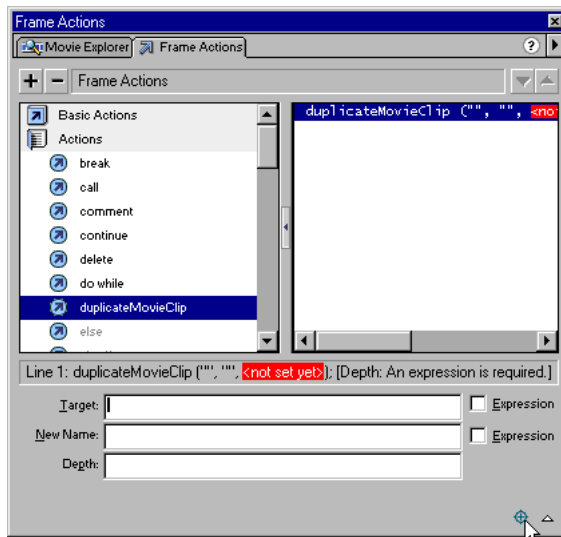 Frame Actions
Movie Explorer Frame Actions ?
+ - Frame Actions
Basic Actions
Actions
break
call
comment
continue
delete
do while
duplicateMovieClip
else
duplicateMovieClip ("", "", <no
Line 1: duplicateMovieClip ("", "", <not set yet>); [Depth: An expression is required.]
Target: Expression
New Name: Expression
Depth: